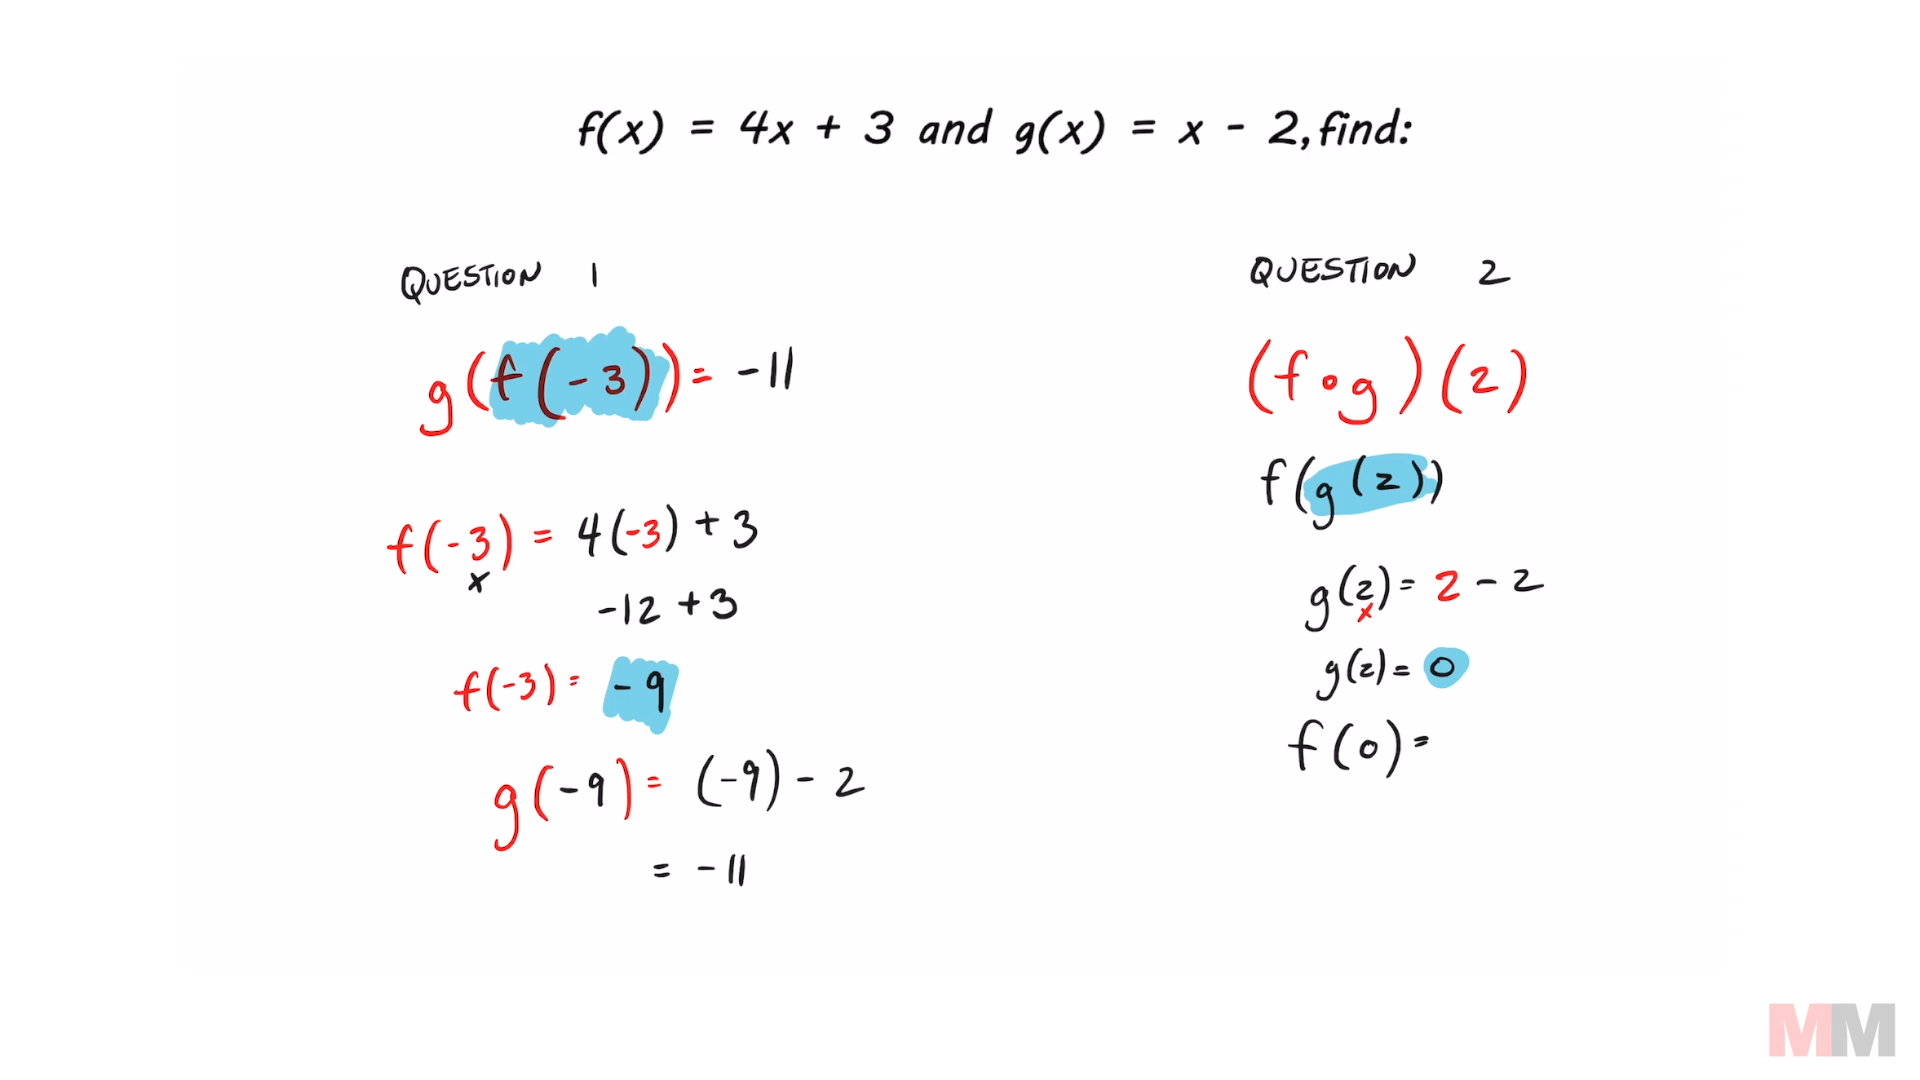 f(x) = 4x + 3 and g(x) = x - 2, find:
QUESTION 1
g(f(-3)) = -11
f(-3) = 4(-3) + 3
x
-12 + 3
f(-3) = -9
g(-9) = (-9) - 2
= -11
QUESTION 2
(f∘g)(2)
f(g(2))
g(2) = 2 - 2
x
g(2) = 0
f(0) =
MM